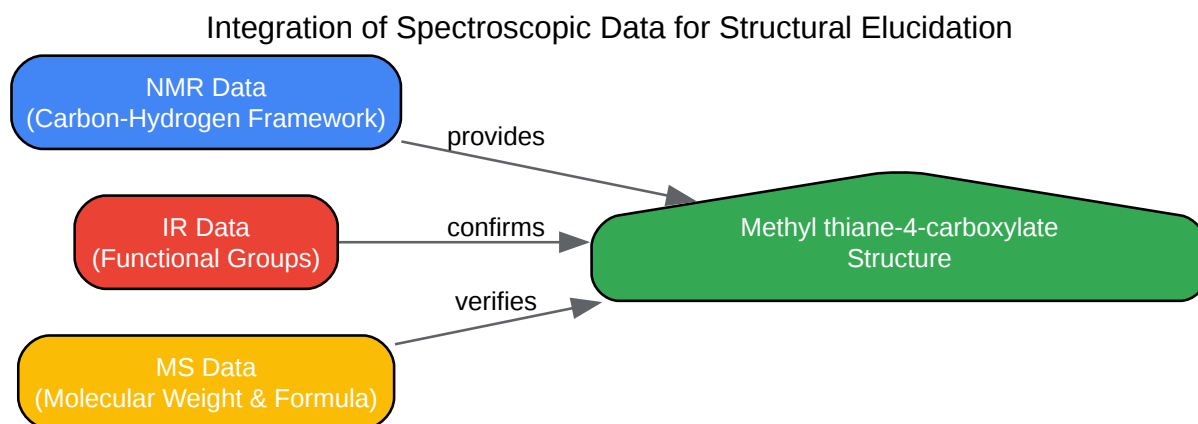 Integration of Spectroscopic Data for Structural Elucidation
NMR Data
(Carbon-Hydrogen Framework)
provides
IR Data
(Functional Groups)
confirms
Methyl thiane-4-carboxylate
Structure
verifies
MS Data
(Molecular Weight & Formula)